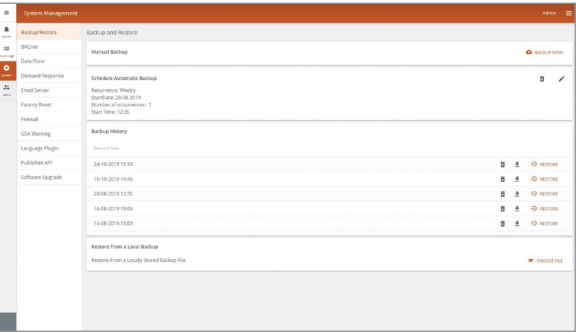 System Management
Admin
Backup/Restore
BACnet
Date/Time
Demand Response
Email Server
Factory Reset
Firewall
GSA Warning
Language Plugin
Published API
Software Upgrade
Backup and Restore
Manual Backup
BACKUP NOW
Schedule Automatic Backup
Recurrence: Weekly
StartDate: 28-08-2019
Number of occurrences : 1
Start Time: 12:35
Backup History
Date and Time
24-10-2019 15:33 RESTORE
16-10-2019 14:46 RESTORE
28-08-2019 12:35 RESTORE
16-08-2019 15:05 RESTORE
16-08-2019 15:02 RESTORE
Restore from a Local Backup
Restore From a Locally Stored Backup File
CHOOSE FILE